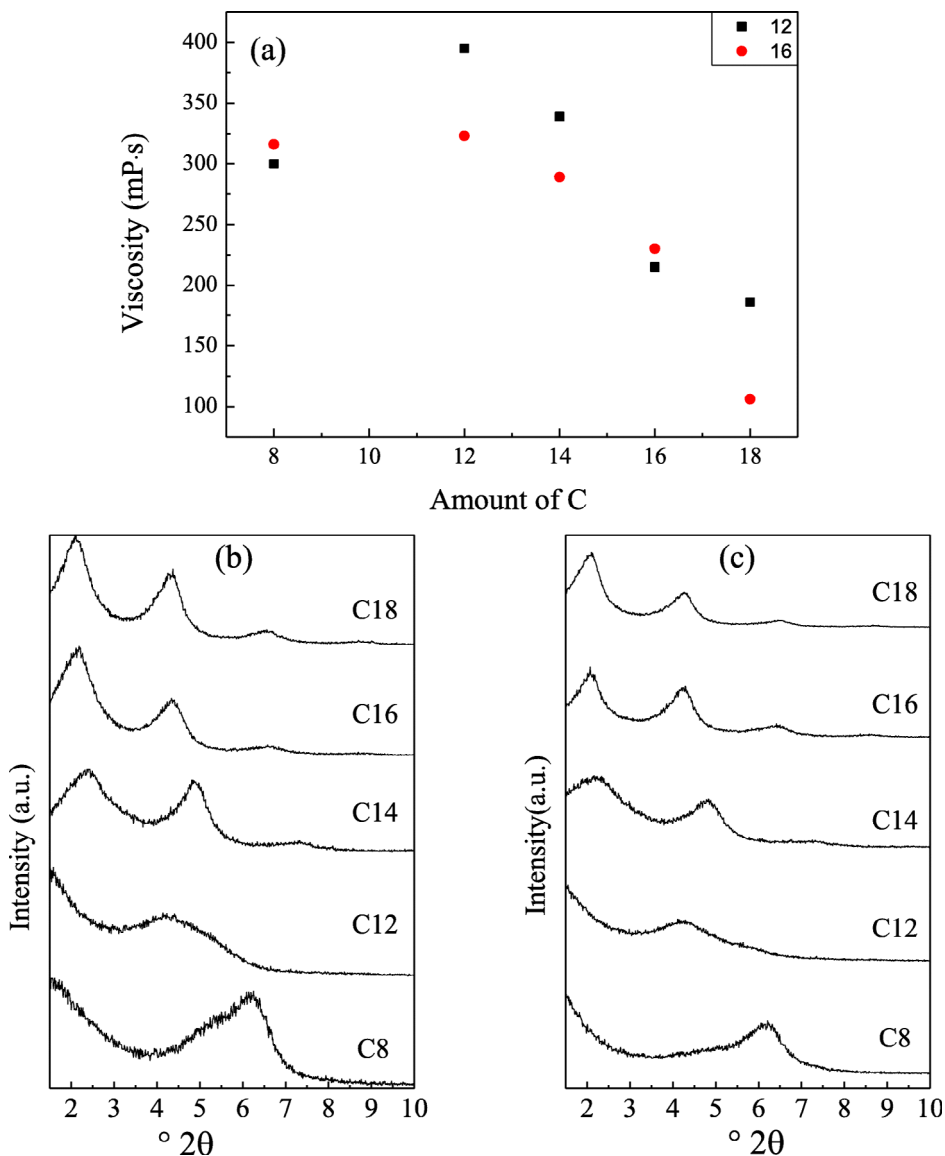 (a)
12
16
400
350
300
250
200
150
100
Viscosity (mP·s)
8 10 12 14 16 18
Amount of C
(b)
C18
C16
C14
C12
C8
Intensity (a.u.)
2 3 4 5 6 7 8 9 10
° 2θ
(c)
C18
C16
C14
C12
C8
Intensity(a.u.)
2 3 4 5 6 7 8 9 10
° 2θ